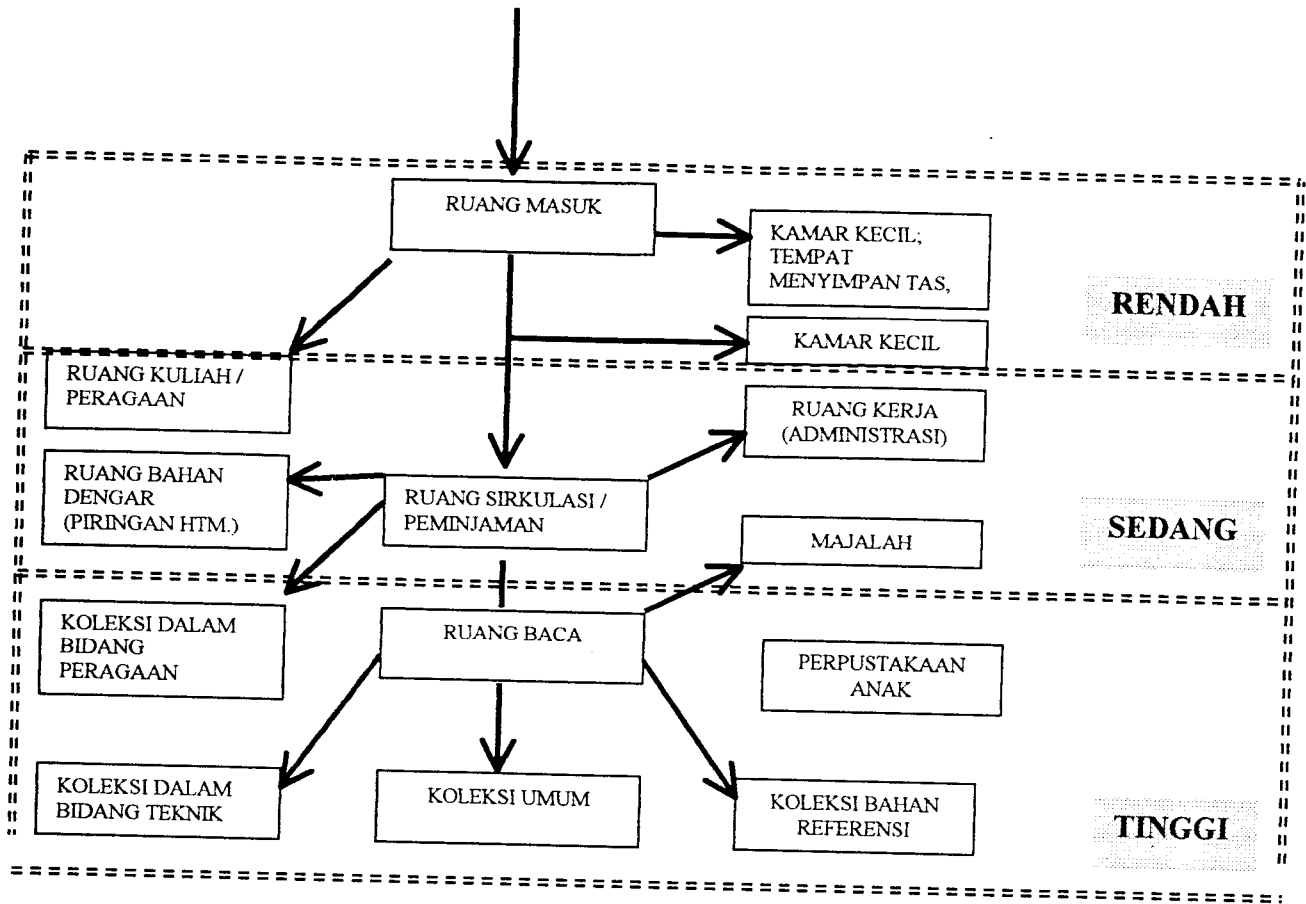 RUANG MASUK
KAMAR KECIL;
TEMPAT
MENYIMPAN TAS,
RENDAH
KAMAR KECIL
RUANG KULIAH /
PERAGAAN
RUANG KERJA
(ADMINISTRASI)
RUANG BAHAN
DENGAR
(PIRINGAN HTM.)
RUANG SIRKULASI /
PEMINJAMAN
MAJALAH
SEDANG
KOLEKSI DALAM
BIDANG
PERAGAAN
RUANG BACA
PERPUSTAKAAN
ANAK
KOLEKSI DALAM
BIDANG TEKNIK
KOLEKSI UMUM
KOLEKSI BAHAN
REFERENSI
TINGGI